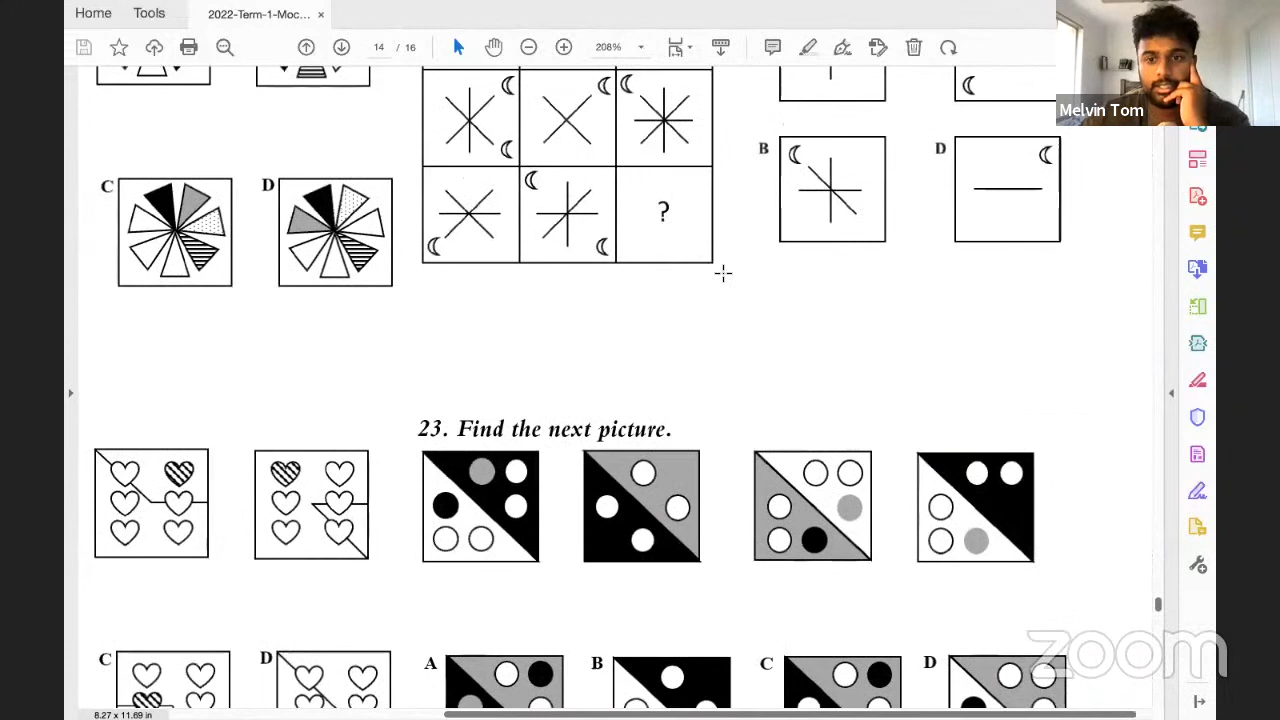 Home
Tools
2022-Term-1-Moc... ×
14 / 16
208%
Melvin Tom
C
D
?
B
D
23. Find the next picture.
C
D
A
B
C
D
8.27 x 11.69 in
zoom